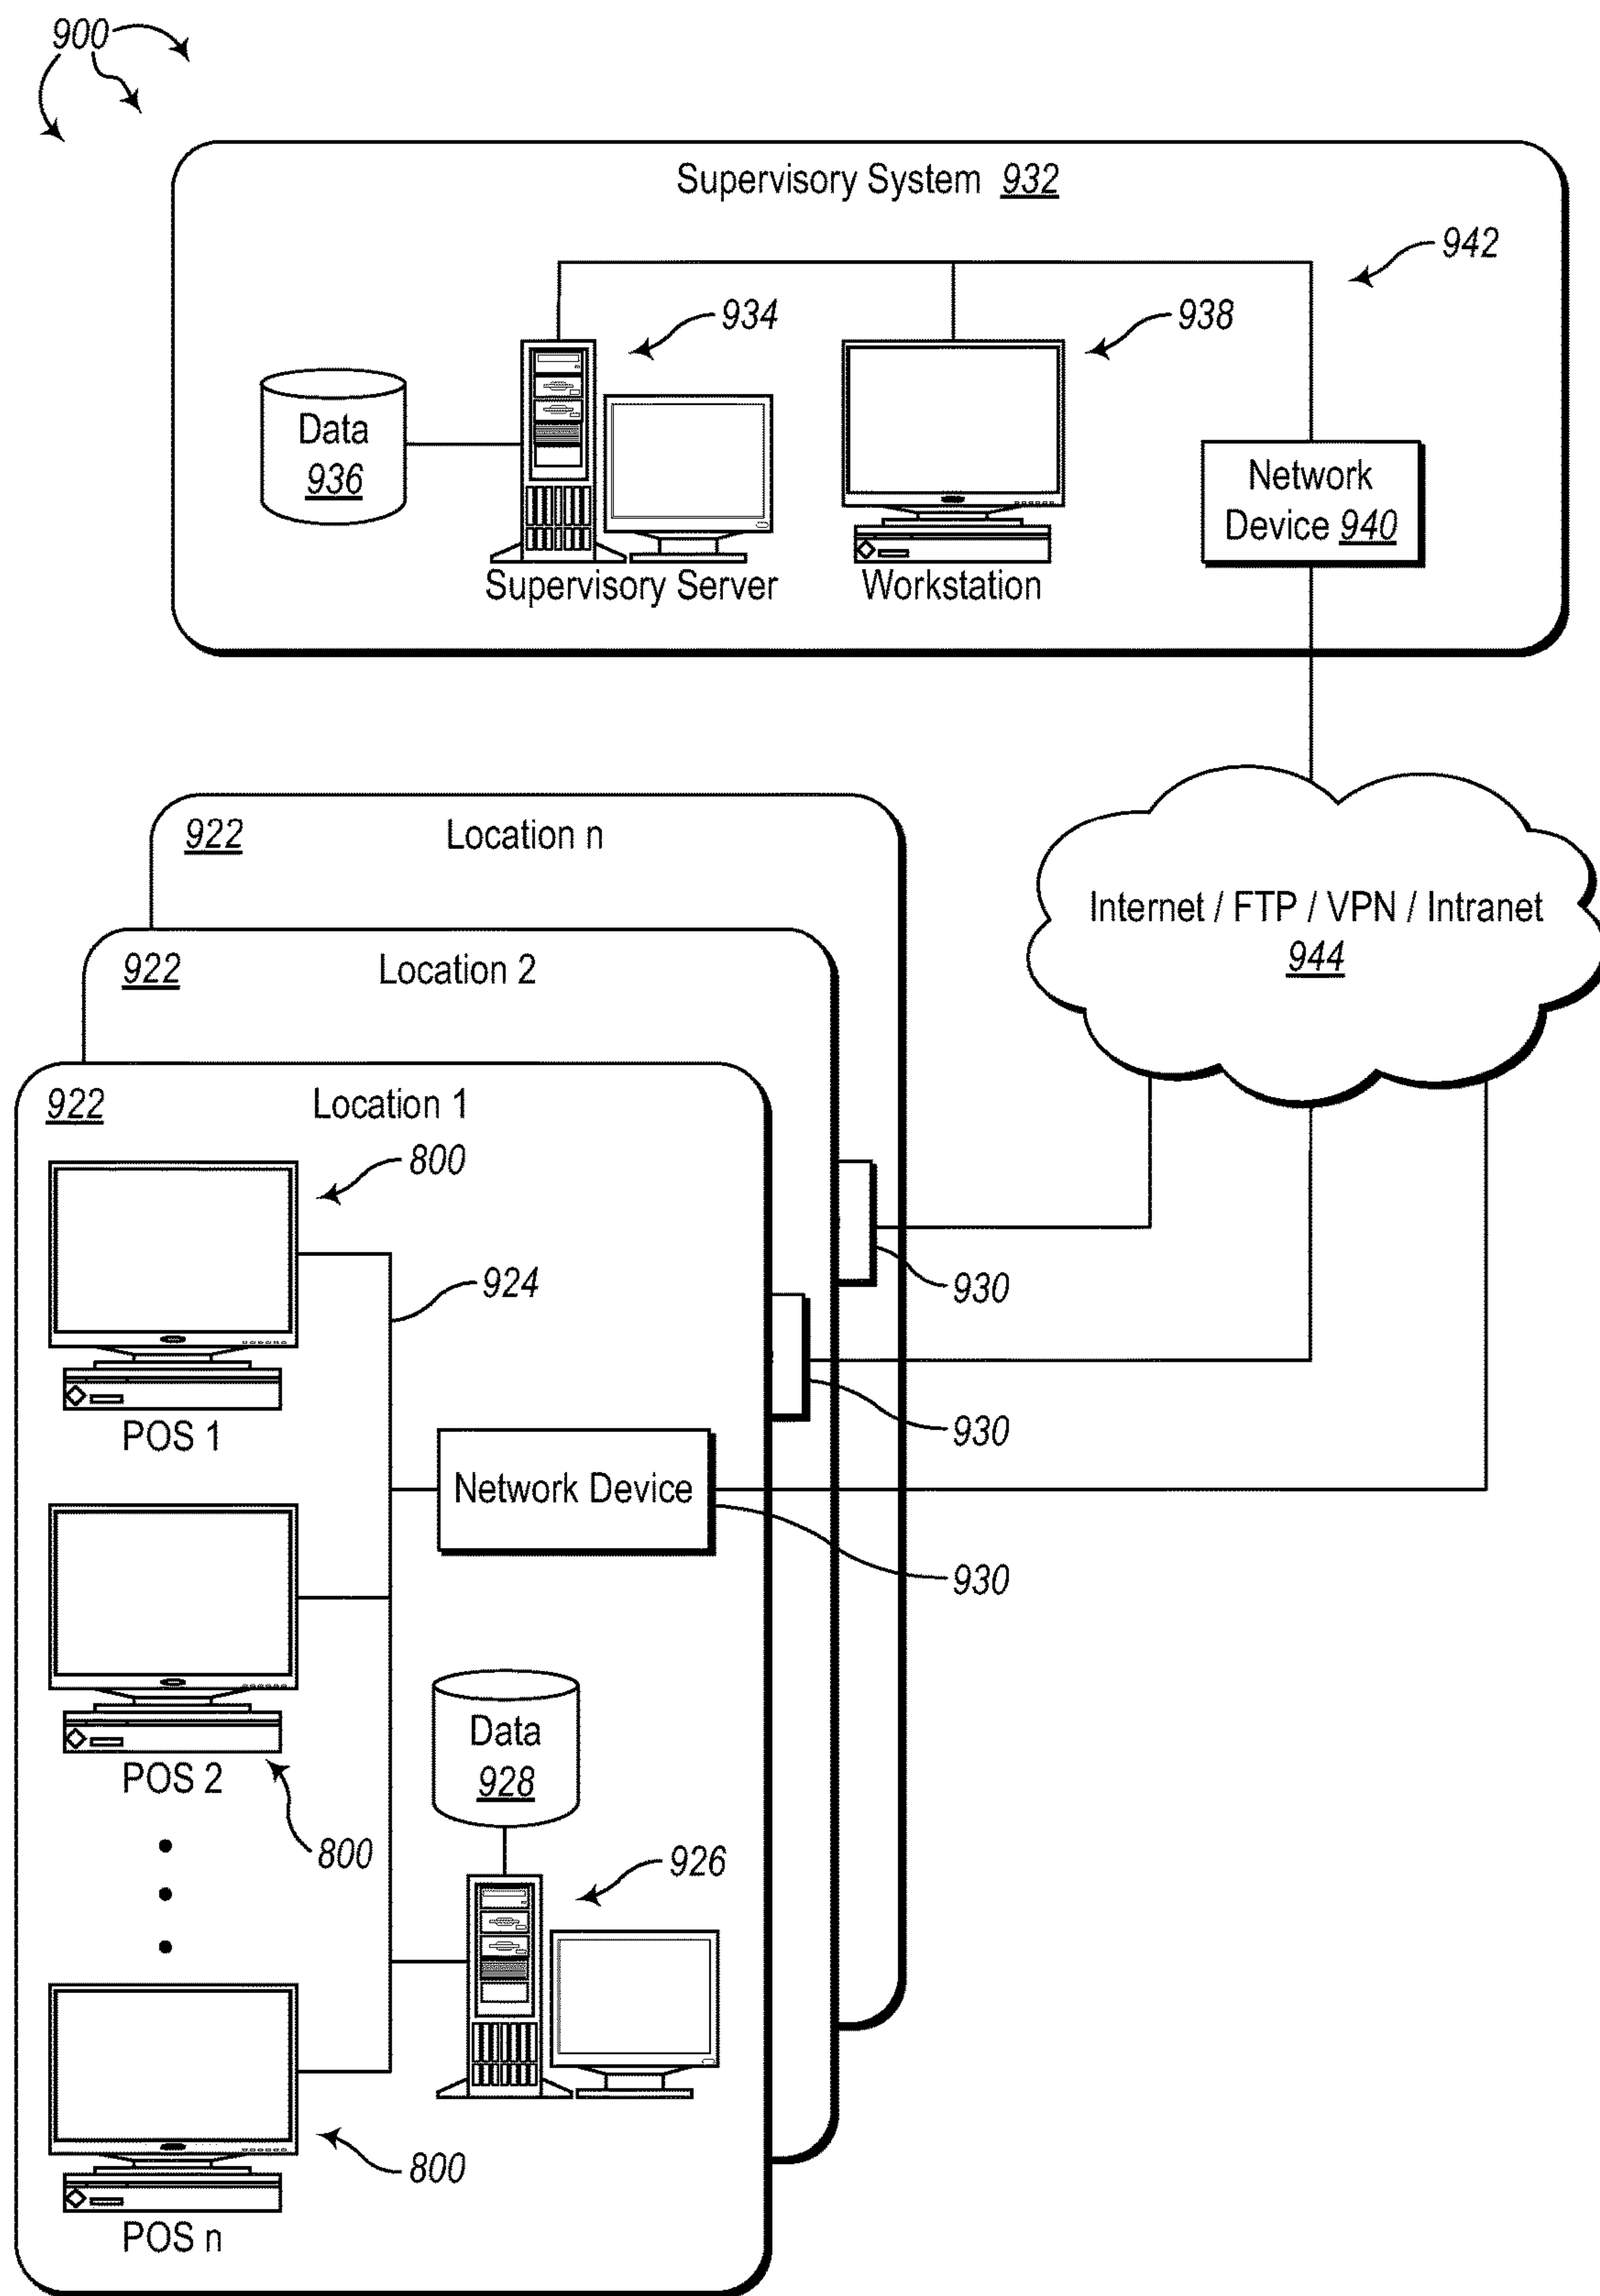 900
Supervisory System 932
942
934
938
Data
936
Network
Device 940
Supervisory Server
Workstation
922
Location n
Internet / FTP / VPN / Intranet
944
922
Location 2
922
Location 1
800
924
930
POS 1
930
Network Device
930
Data
928
POS 2
800
926
800
POS n